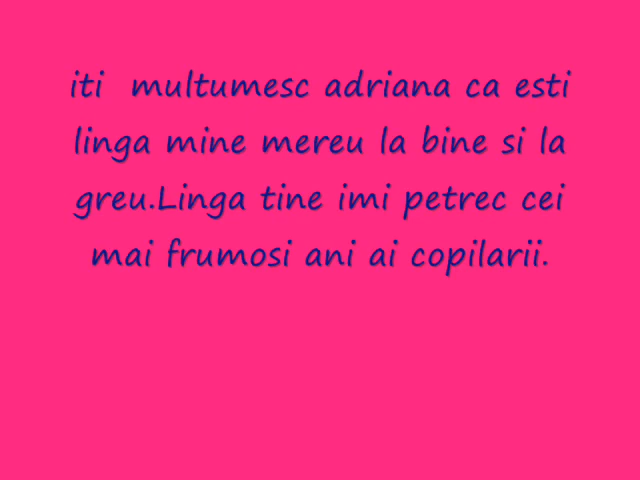 iti  multumesc adriana ca esti
linga mine mereu la bine si la
greu.Linga tine imi petrec cei
mai frumosi ani ai copilarii.